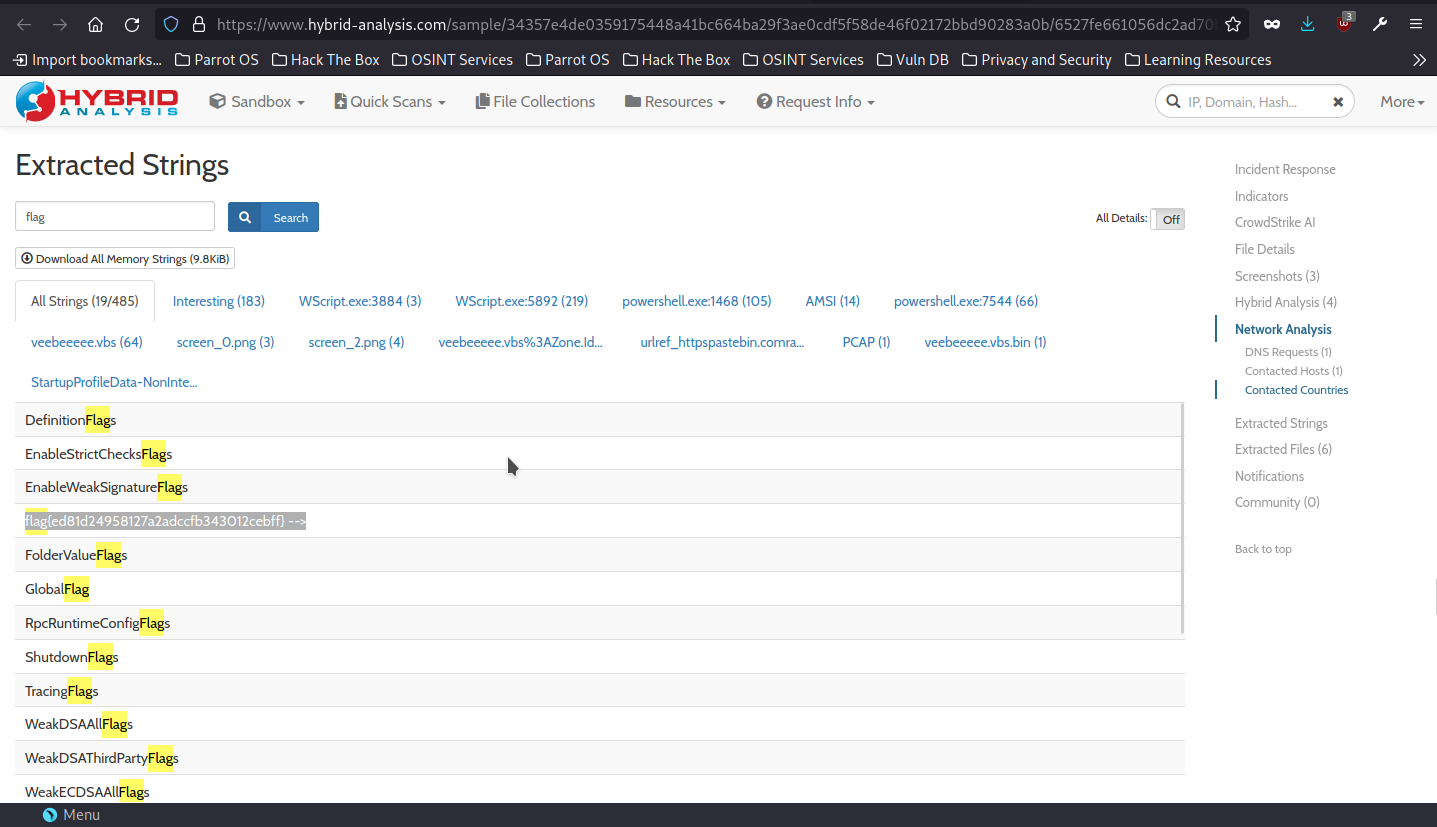 https://www.hybrid-analysis.com/sample/34357e4de0359175448a41bc664ba29f3ae0cdf5f58de46f02172bbd90283a0b/6527fe661056dc2ad70
3
Import bookmarks... Parrot OS Hack The Box OSINT Services Parrot OS Hack The Box OSINT Services Vuln DB Privacy and Security Learning Resources
HYBRID ANALYSIS
Sandbox Quick Scans File Collections Resources Request Info IP, Domain, Hash... More
Extracted Strings
flag Search All Details: Off
Download All Memory Strings (9.8KiB)
All Strings (19/485) Interesting (183) WScript.exe:3884 (3) WScript.exe:5892 (219) powershell.exe:1468 (105) AMSI (14) powershell.exe:7544 (66)
veebeeeee.vbs (64) screen_0.png (3) screen_2.png (4) veebeeeee.vbs%3AZone.Id... urlref_httpspastebin.comra... PCAP (1) veebeeeee.vbs.bin (1)
StartupProfileData-NonInte...
DefinitionFlags
EnableStrictChecksFlags
EnableWeakSignatureFlags
flag{ed81d24958127a2adccfb343012cebff} -->
FolderValueFlags
GlobalFlag
RpcRuntimeConfigFlags
ShutdownFlags
TracingFlags
WeakDSAAllFlags
WeakDSAThirdPartyFlags
WeakECDSAAllFlags
Incident Response
Indicators
CrowdStrike AI
File Details
Screenshots (3)
Hybrid Analysis (4)
Network Analysis
DNS Requests (1)
Contacted Hosts (1)
Contacted Countries
Extracted Strings
Extracted Files (6)
Notifications
Community (0)
Back to top
Menu